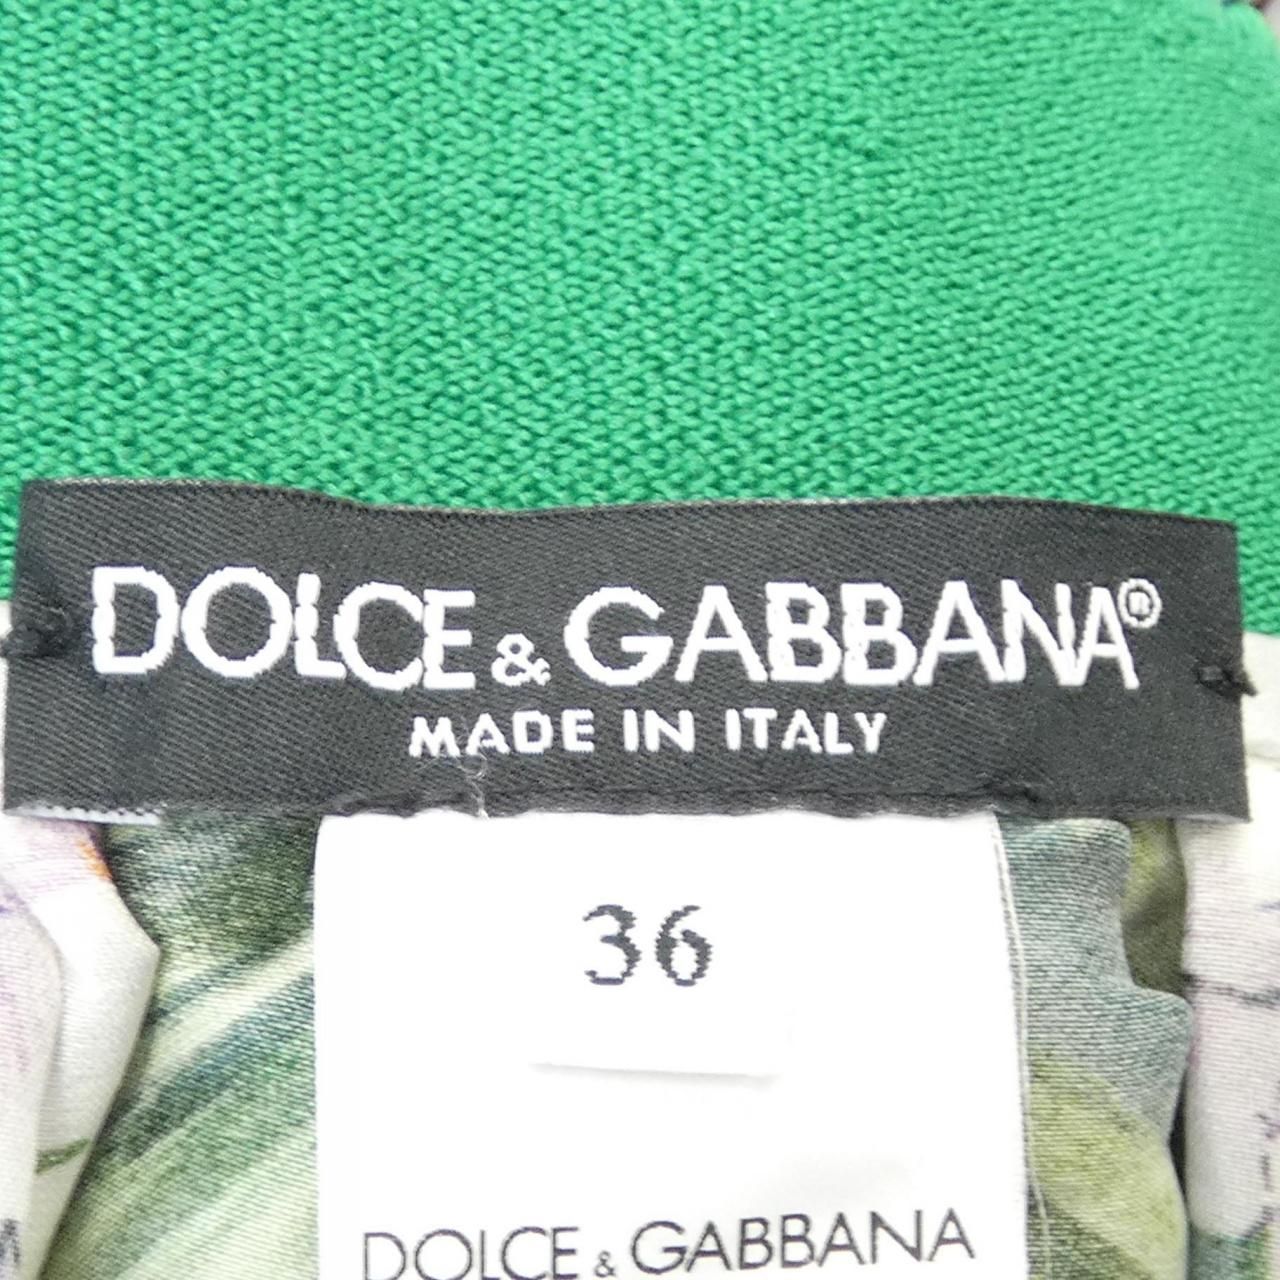 DOLCE & GABBANA®
MADE IN ITALY
36
DOLCE & GABBANA